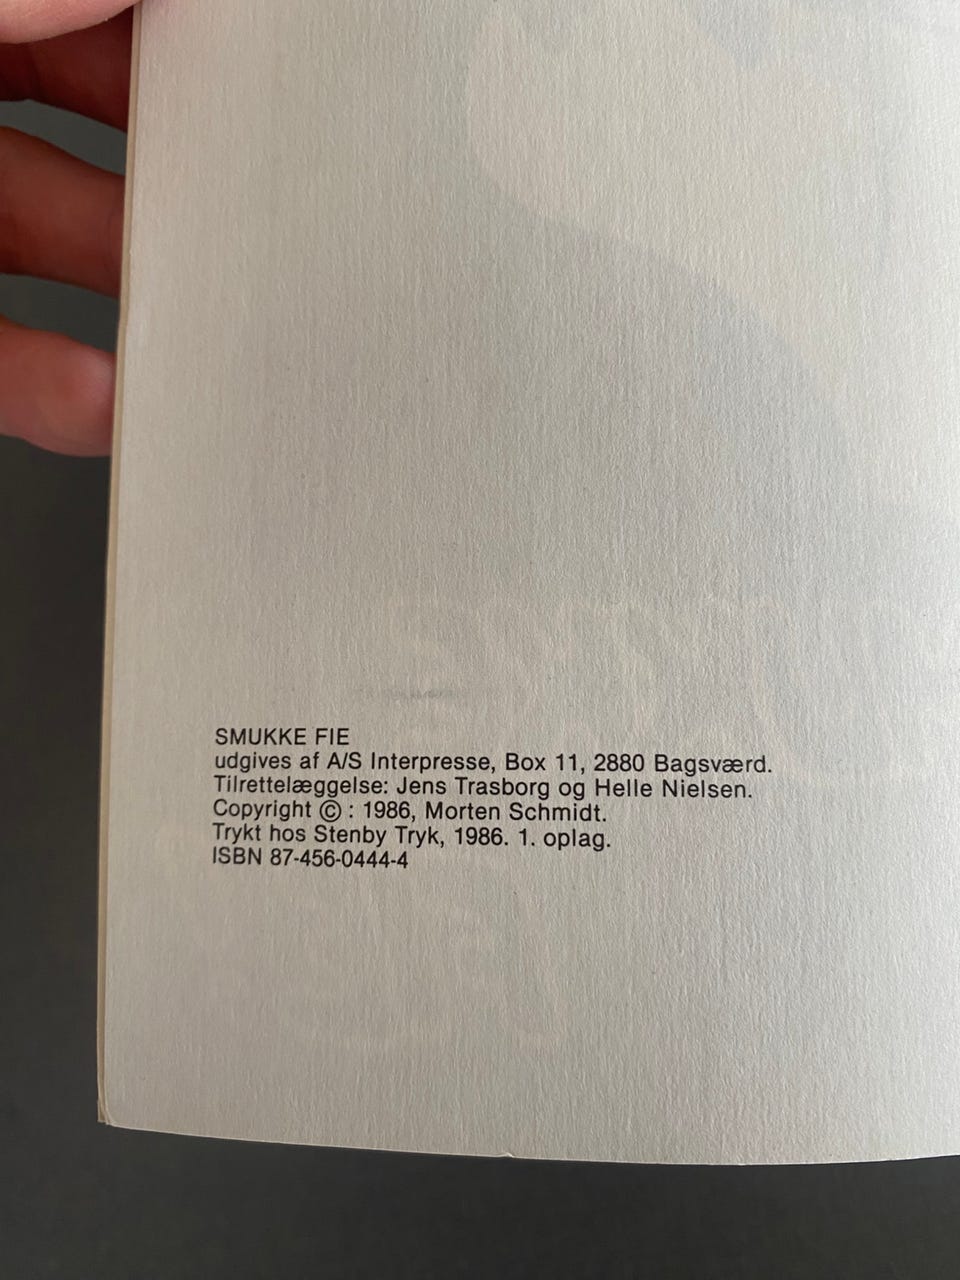 SMUKKE FIE
udgives af A/S Interpresse, Box 11, 2880 Bagsværd.
Tilrettelæggelse: Jens Trasborg og Helle Nielsen.
Copyright © : 1986, Morten Schmidt.
Trykt hos Stenby Tryk, 1986. 1. oplag.
ISBN 87-456-0444-4